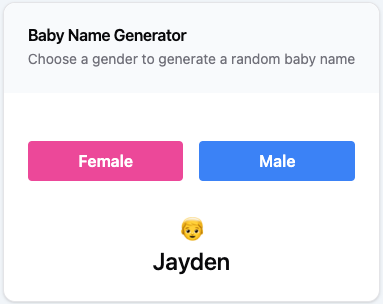 Baby Name Generator
Choose a gender to generate a random baby name
Female
Male
Jayden